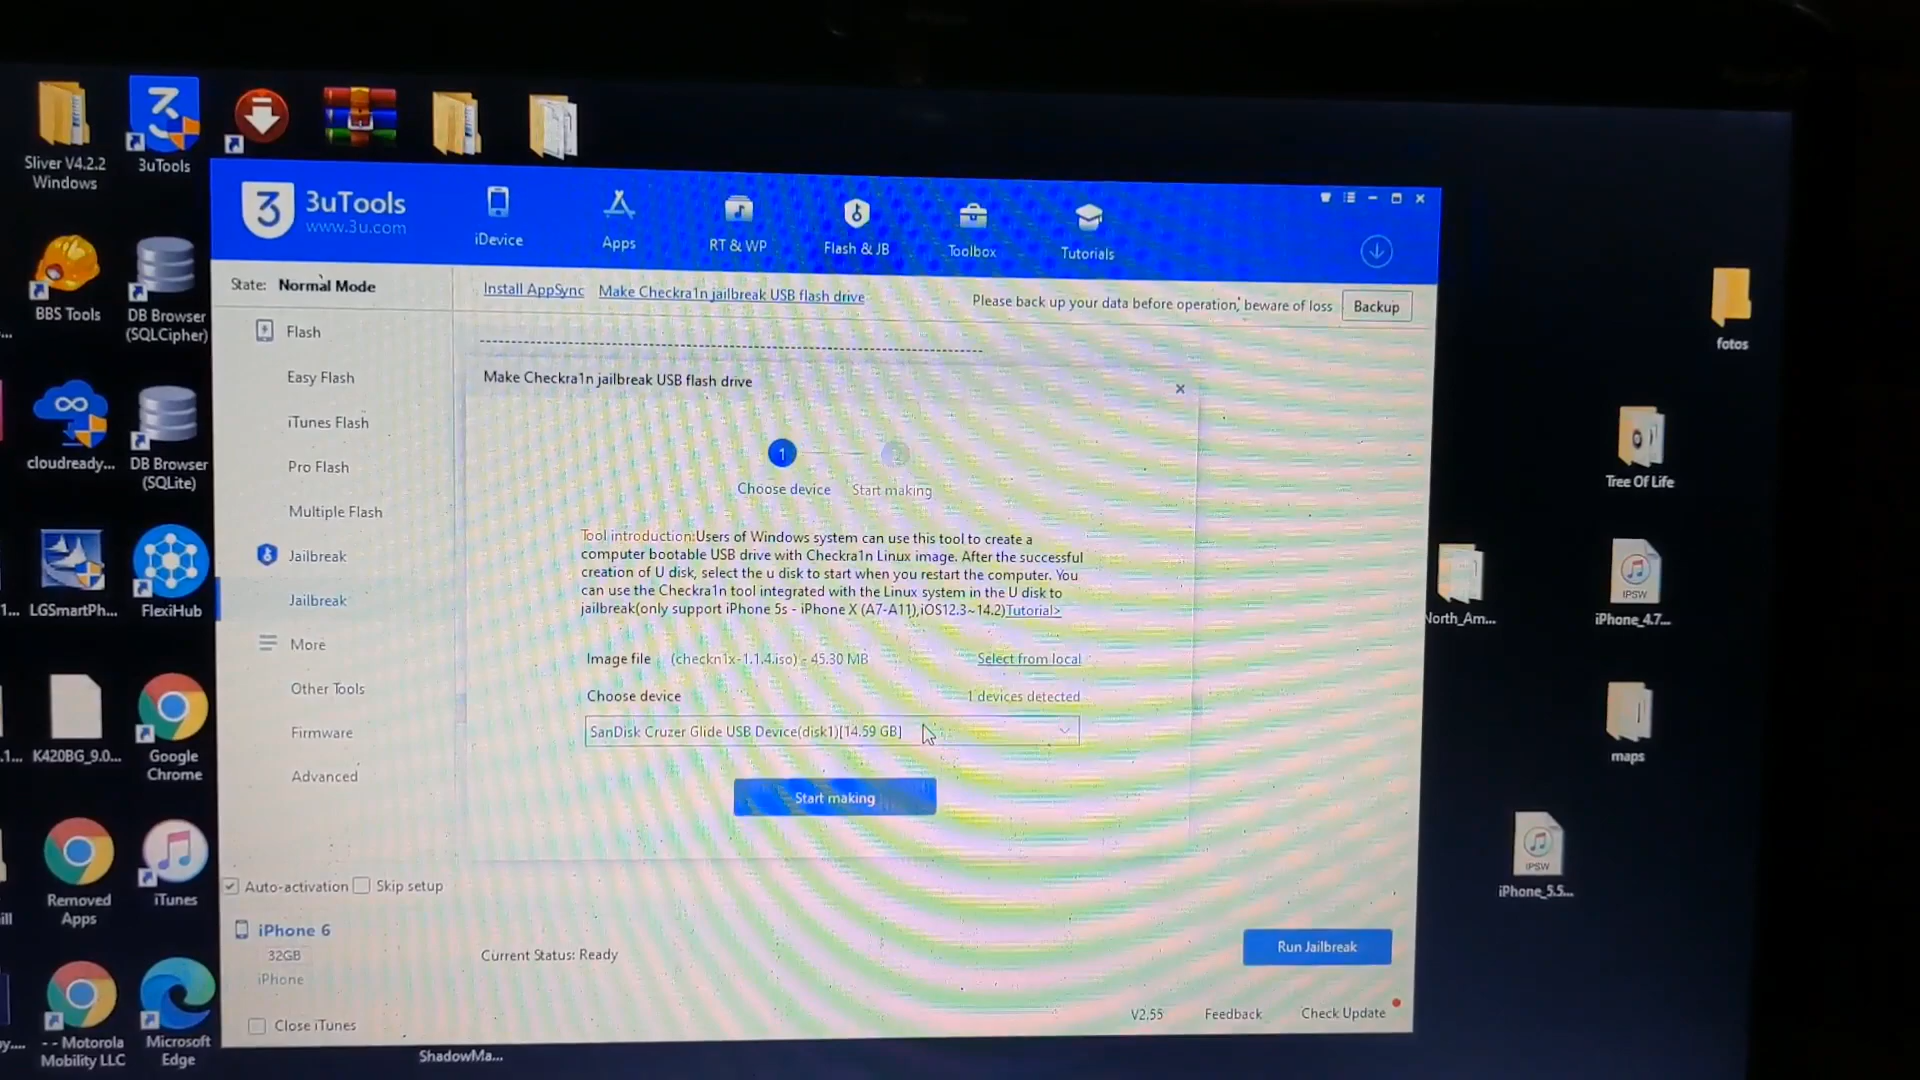 Sliver V4.2.2
Windows
3uTools
BBS Tools
DB Browser
(SQLCipher)
cloudready...
DB Browser
(SQLite)
LGSmartPh...
FlexiHub
K420BG_9.0...
Google
Chrome
Removed
Apps
iTunes
- - Motorola
Mobility LLC
Microsoft
Edge
ShadowMa...
3uTools
www.3u.com
iDevice
Apps
RT & WP
Flash & JB
Toolbox
Tutorials
State: Normal Mode
Install AppSync
Make Checkra1n jailbreak USB flash drive
Please back up your data before operation, beware of loss
Backup
Flash
Easy Flash
iTunes Flash
Pro Flash
Multiple Flash
Jailbreak
Jailbreak
More
Other Tools
Firmware
Advanced
Make Checkra1n jailbreak USB flash drive
1
2
Choose device
Start making
Tool introduction:Users of Windows system can use this tool to create a
computer bootable USB drive with Checkra1n Linux image. After the successful
creation of U disk, select the u disk to start when you restart the computer. You
can use the Checkra1n tool integrated with the Linux system in the U disk to
jailbreak(only support iPhone 5s - iPhone X (A7-A11),iOS12.3~14.2)Tutorial>
Image file (checkn1x-1.1.4.iso) - 45.30 MB
Select from local
Choose device
1 devices detected
SanDisk Cruzer Glide USB Device(disk1)[14.59 GB]
Start making
Auto-activation
Skip setup
iPhone 6
32GB
iPhone
Close iTunes
Current Status: Ready
Run Jailbreak
V2.55
Feedback
Check Update
fotos
Tree Of Life
North_Am...
IPSW
iPhone_4.7...
maps
IPSW
iPhone_5.5...